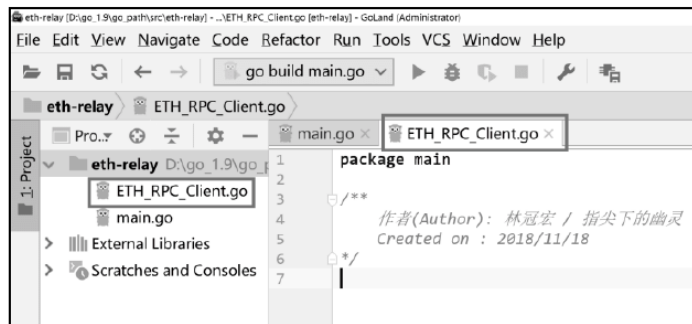 eth-relay [D:\go_1.9\go_path\src\eth-relay] - ...\ETH_RPC_Client.go [eth-relay] - GoLand (Administrator)
File Edit View Navigate Code Refactor Run Tools VCS Window Help
go build main.go
eth-relay ETH_RPC_Client.go
1: Project
Pro..
main.go
ETH_RPC_Client.go
eth-relay D:\go_1.9\go_p
ETH_RPC_Client.go
main.go
External Libraries
Scratches and Consoles
1 package main
2
3 /**
4 作者(Author): 林冠宏 / 指尖下的幽灵
5 Created on : 2018/11/18
6 */
7